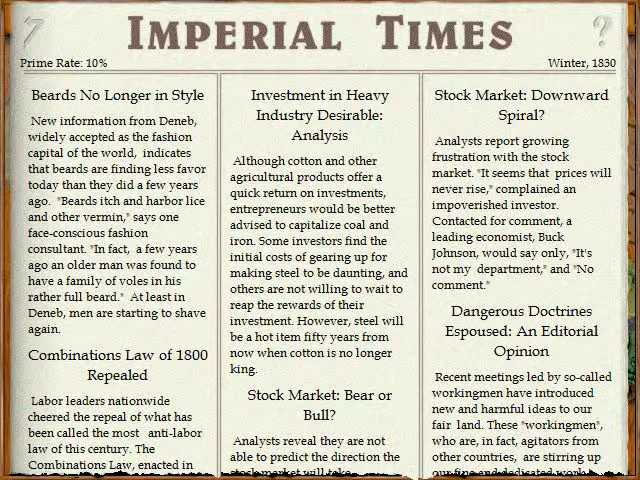 IMPERIAL TIMES
Prime Rate: 10%
Winter, 1830
Beards No Longer in Style
New information from Deneb,
widely accepted as the fashion
capital of the world, indicates
that beards are finding less favor
today than they did a few years
ago. "Beards itch and harbor lice
and other vermin," says one
face-conscious fashion
consultant. "In fact, a few years
ago an older man was found to
have a family of voles in his
rather full beard." At least in
Deneb, men are starting to shave
again.
Combinations Law of 1800
Repealed
Labor leaders nationwide
cheered the repeal of what has
been called the most anti-labor
law of this century. The
Combinations Law, enacted in
Investment in Heavy
Industry Desirable:
Analysis
Although cotton and other
agricultural products offer a
quick return on investments,
entrepreneurs would be better
advised to capitalize coal and
iron. Some investors find the
initial costs of gearing up for
making steel to be daunting, and
others are not willing to wait to
reap the rewards of their
investment. However, steel will
be a hot item fifty years from
now when cotton is no longer
king.
Stock Market: Bear or
Bull?
Analysts reveal they are not
able to predict the direction the
stock market will take
Stock Market: Downward
Spiral?
Analysts report growing
frustration with the stock
market. "It seems that prices will
never rise," complained an
impoverished investor.
Contacted for comment, a
leading economist, Buck
Johnson, would say only, "It's
not my department," and "No
comment."
Dangerous Doctrines
Espoused: An Editorial
Opinion
Recent meetings led by so-called
workingmen have introduced
new and harmful ideas to our
fair land. These "workingmen",
who are, in fact, agitators from
other countries, are stirring up
our fine and dedicated